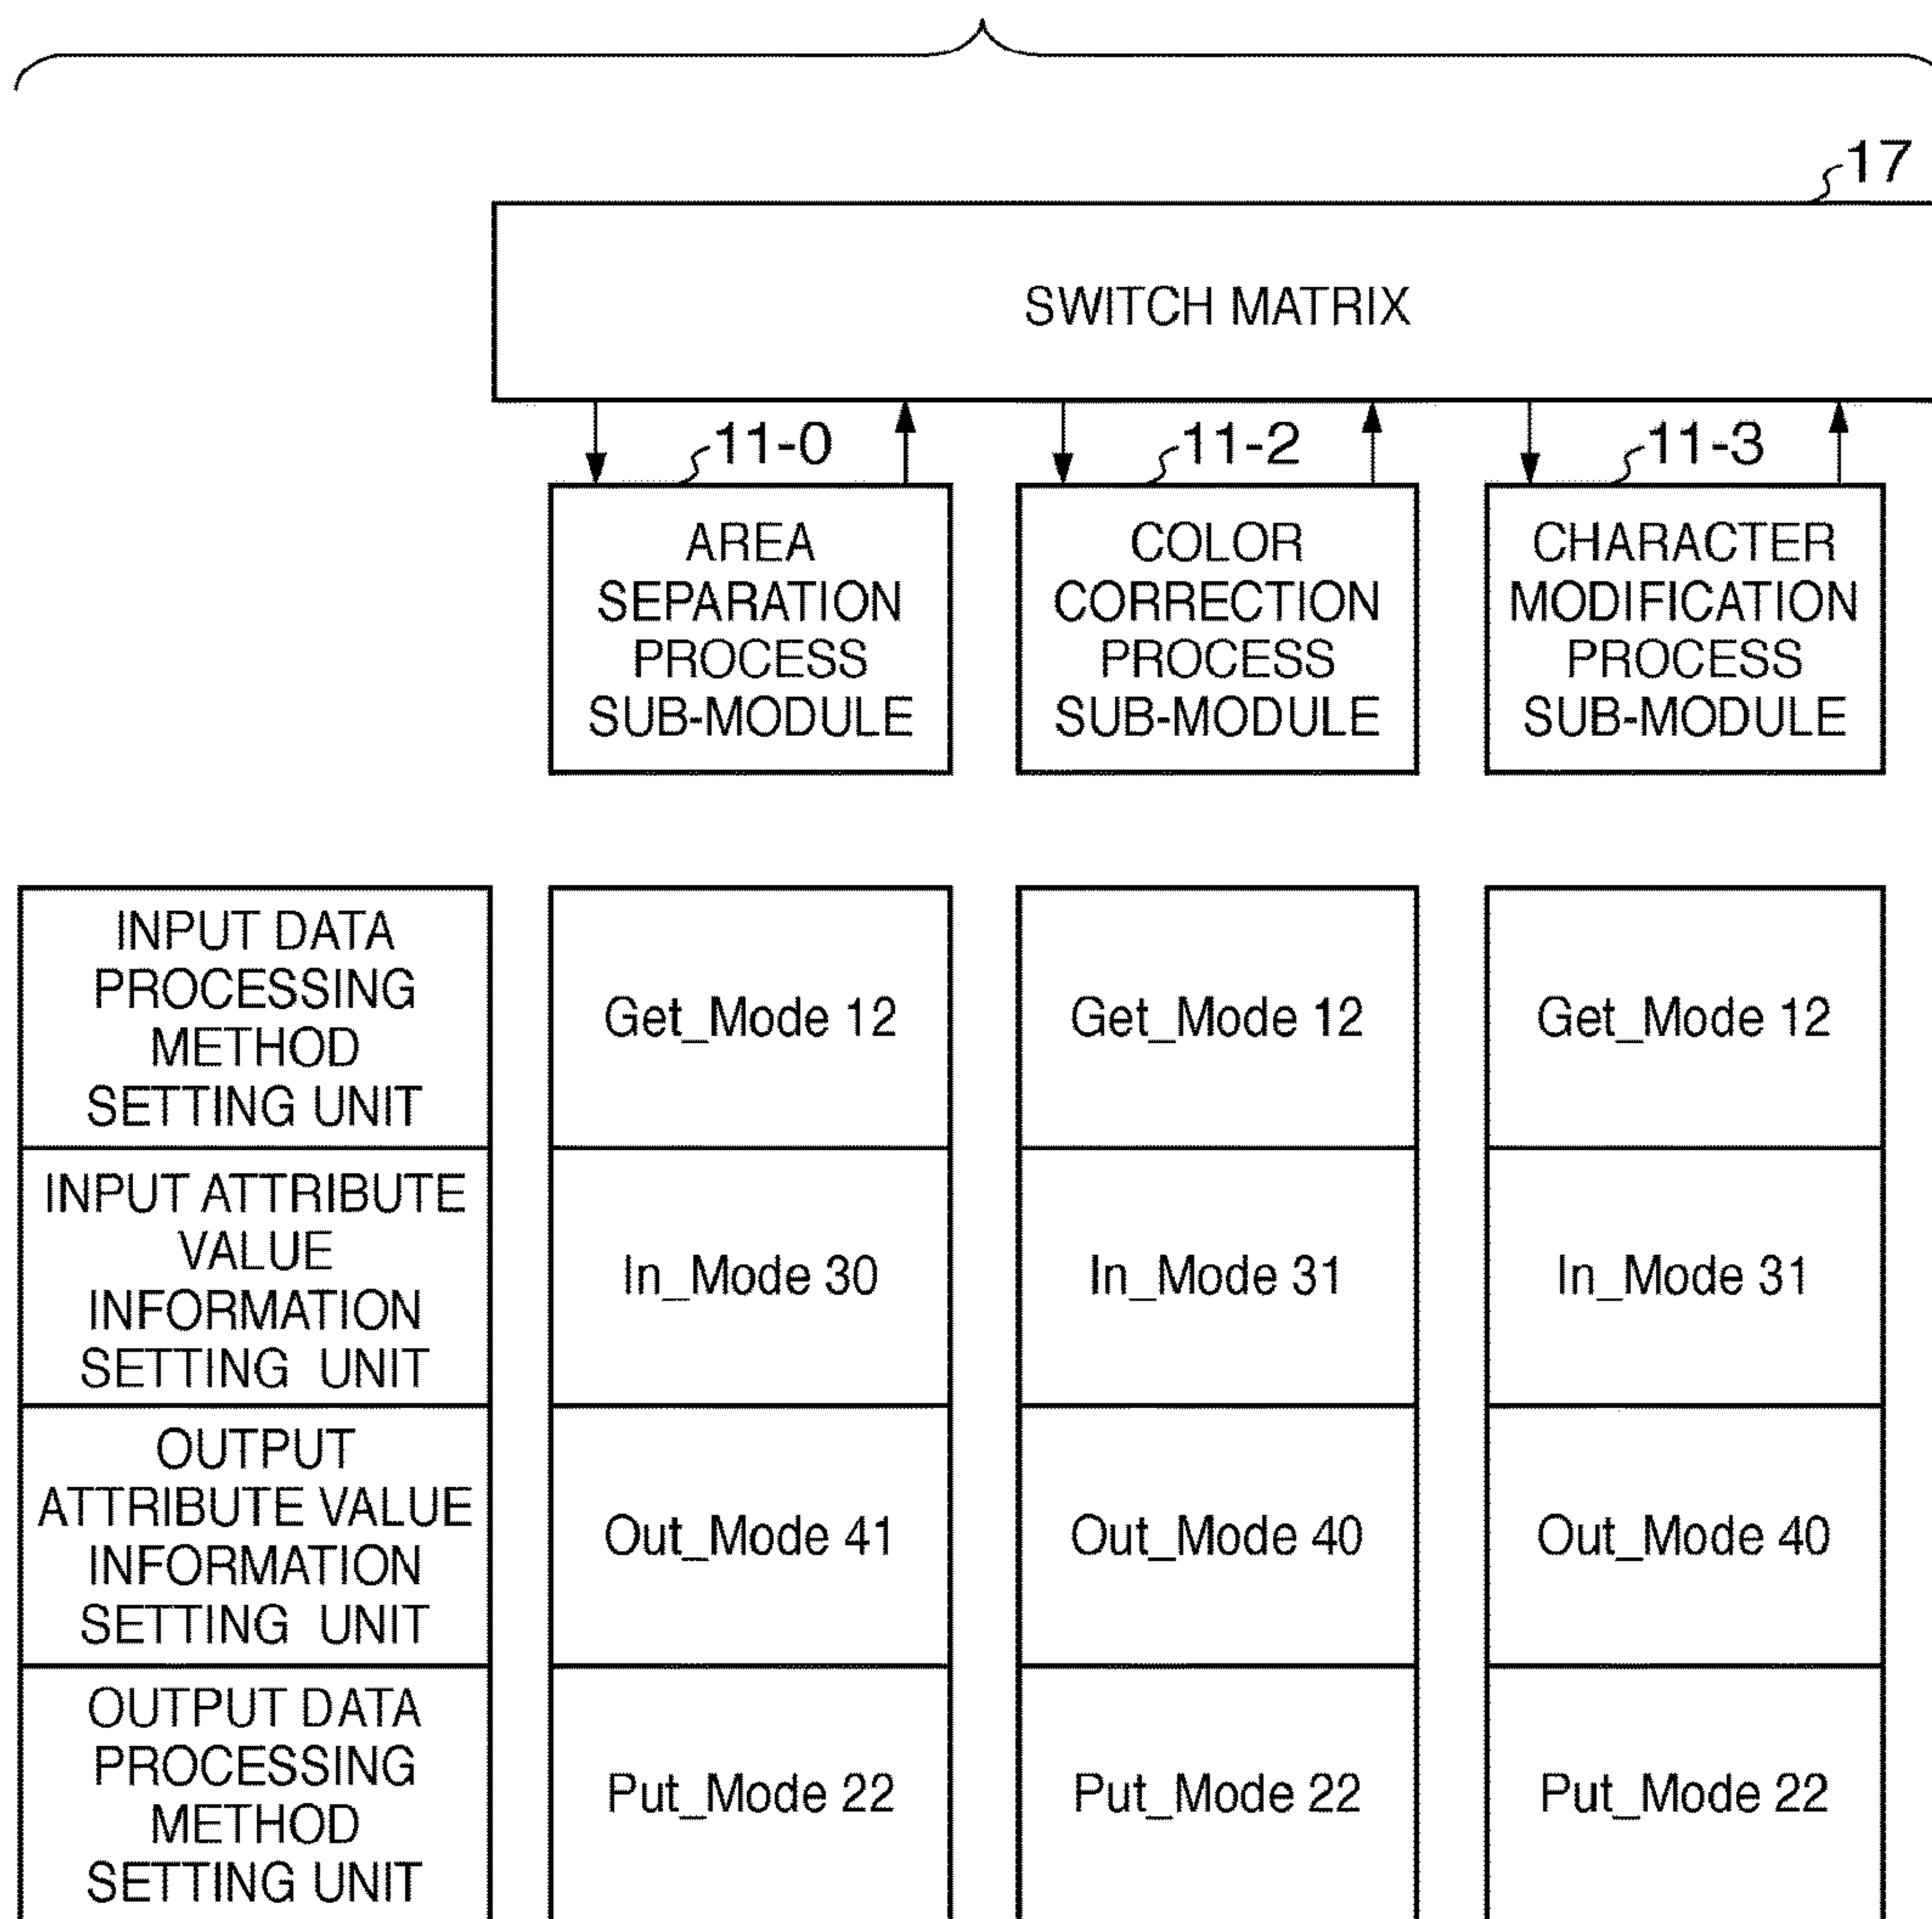 17
SWITCH MATRIX
11-0
11-2
11-3
AREA
SEPARATION
PROCESS
SUB-MODULE
COLOR
CORRECTION
PROCESS
SUB-MODULE
CHARACTER
MODIFICATION
PROCESS
SUB-MODULE
INPUT DATA
PROCESSING
METHOD
SETTING UNIT
Get_Mode 12
Get_Mode 12
Get_Mode 12
INPUT ATTRIBUTE
VALUE
INFORMATION
SETTING UNIT
In_Mode 30
In_Mode 31
In_Mode 31
OUTPUT
ATTRIBUTE VALUE
INFORMATION
SETTING UNIT
Out_Mode 41
Out_Mode 40
Out_Mode 40
OUTPUT DATA
PROCESSING
METHOD
SETTING UNIT
Put_Mode 22
Put_Mode 22
Put_Mode 22